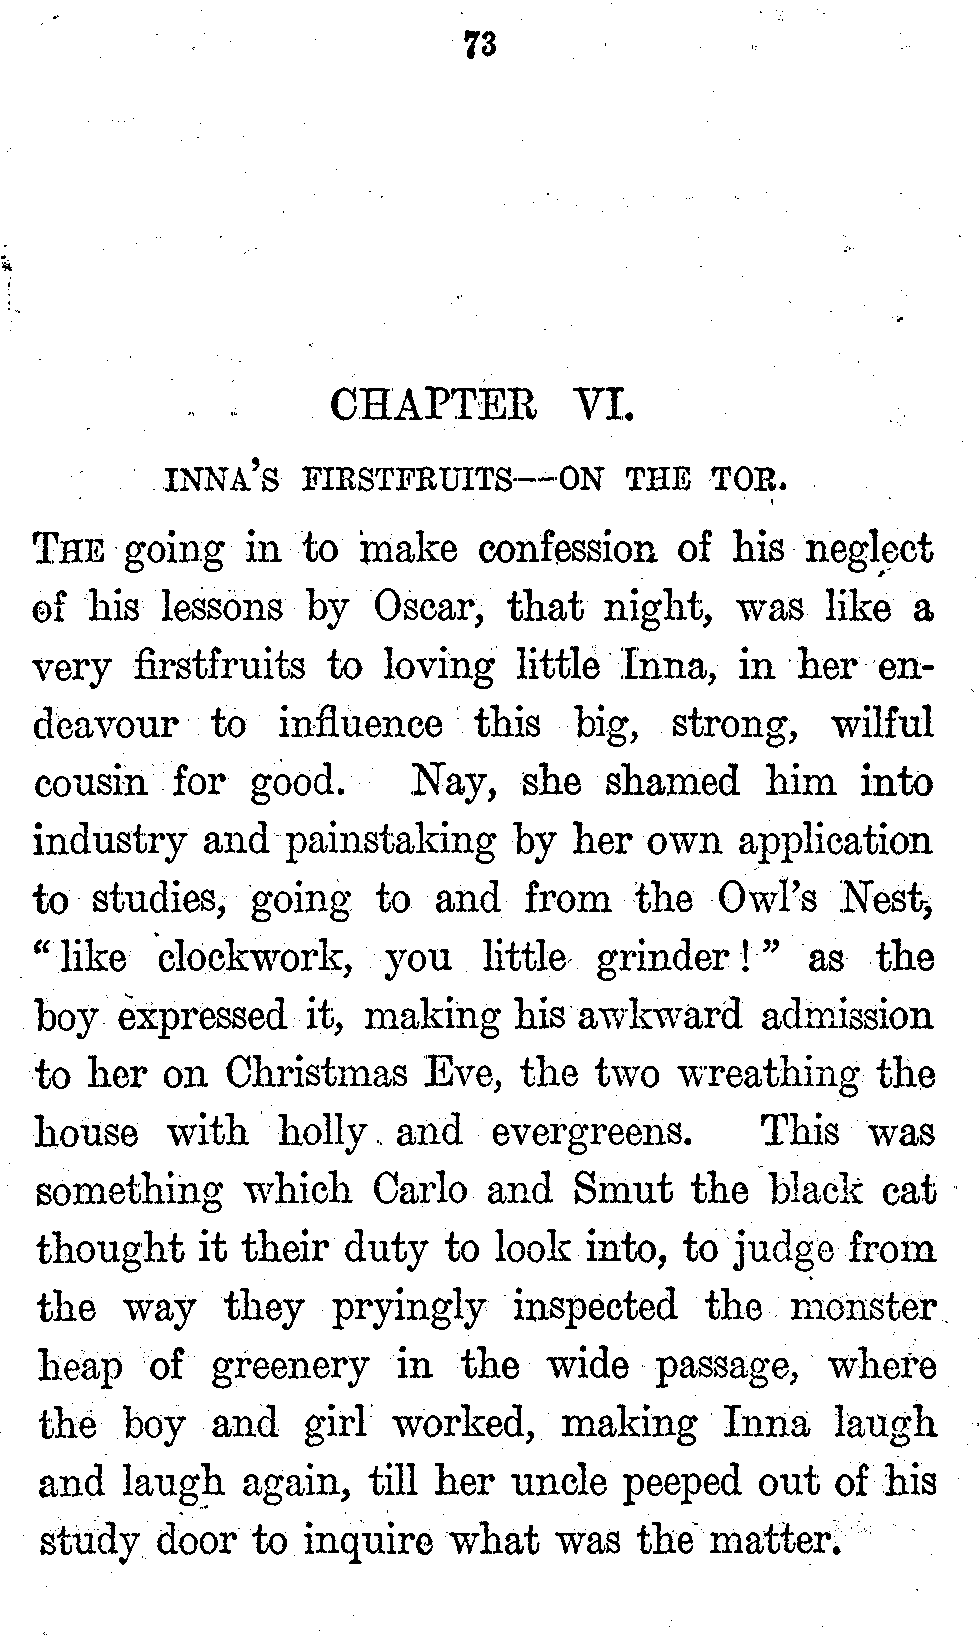 73
CHAPTER VI.
INNA'S FIRSTFRUITS—ON THE TOR.
THE going in to make confession of his neglect
of his lessons by Oscar, that night, was like a
very firstfruits to loving little Inna, in her en-
deavour to influence this big, strong, wilful
cousin for good. Nay, she shamed him into
industry and painstaking by her own application
to studies, going to and from the Owl's Nest,
"like clockwork, you little grinder!" as the
boy expressed it, making his awkward admission
to her on Christmas Eve, the two wreathing the
house with holly and evergreens. This was
something which Carlo and Smut the black cat
thought it their duty to look into, to judge from
the way they pryingly inspected the monster
heap of greenery in the wide passage, where
the boy and girl worked, making Inna laugh
and laugh again, till her uncle peeped out of his
study door to inquire what was the matter.